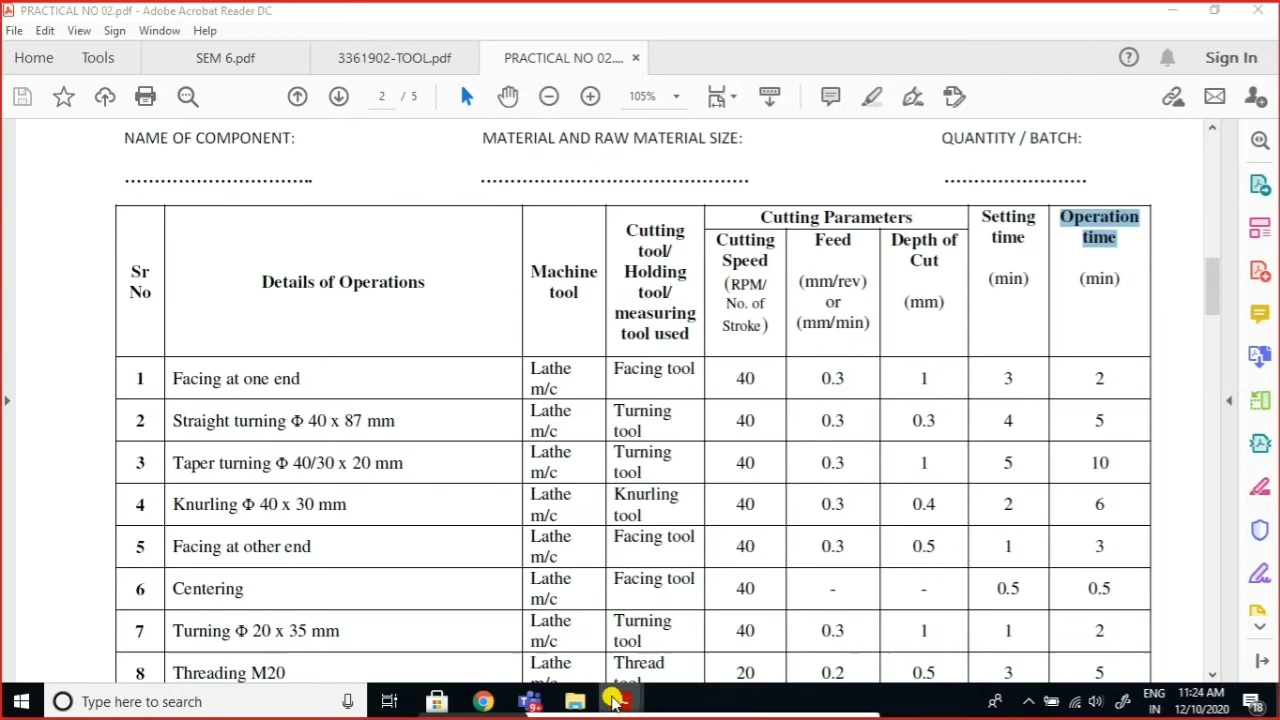 PRACTICAL NO 02.pdf - Adobe Acrobat Reader DC
File Edit View Sign Window Help
Home Tools SEM 6.pdf 3361902-TOOL.pdf PRACTICAL NO 02.... × Sign In
2 / 5 105%
NAME OF COMPONENT: MATERIAL AND RAW MATERIAL SIZE: QUANTITY / BATCH:
Sr No Details of Operations Machine tool Cutting tool/ Holding tool/ measuring tool used Cutting Parameters Setting time (min) Operation time (min)
Cutting Speed (RPM/ No. of Stroke) Feed (mm/rev) or (mm/min) Depth of Cut (mm)
1 Facing at one end Lathe m/c Facing tool 40 0.3 1 3 2
2 Straight turning Φ 40 x 87 mm Lathe m/c Turning tool 40 0.3 0.3 4 5
3 Taper turning Φ 40/30 x 20 mm Lathe m/c Turning tool 40 0.3 1 5 10
4 Knurling Φ 40 x 30 mm Lathe m/c Knurling tool 40 0.3 0.4 2 6
5 Facing at other end Lathe m/c Facing tool 40 0.3 0.5 1 3
6 Centering Lathe m/c Facing tool 40 - - 0.5 0.5
7 Turning Φ 20 x 35 mm Lathe m/c Turning tool 40 0.3 1 1 2
8 Threading M20 Lathe Thread 20 0.2 0.5 3 5
Type here to search 9+ ENG IN 11:24 AM 12/10/2020 18